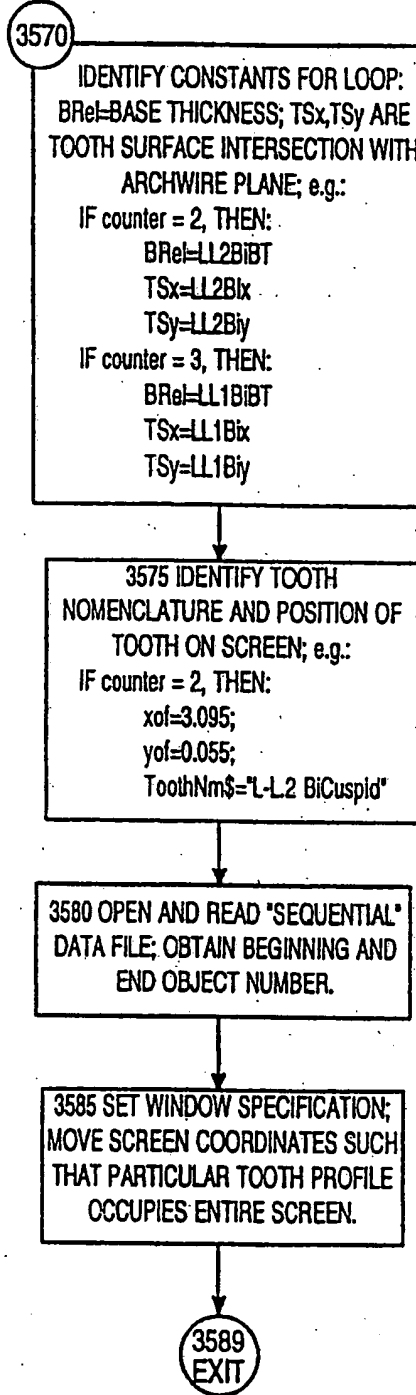 3570
IDENTIFY CONSTANTS FOR LOOP:
BRel=BASE THICKNESS; TSx,TSy ARE
TOOTH SURFACE INTERSECTION WITH
ARCHWIRE PLANE; e.g.:
IF counter = 2, THEN:
BRel=LL2BiBT
TSx=LL2BIx
TSy=LL2Biy
IF counter = 3, THEN:
BRel=LL1BiBT
TSx=LL1Bix
TSy=LL1Biy
3575 IDENTIFY TOOTH
NOMENCLATURE AND POSITION OF
TOOTH ON SCREEN; e.g.:
IF counter = 2, THEN:
xof=3.095;
yof=0.055;
ToothNm$="L-L.2 BiCuspid"
3580 OPEN AND READ "SEQUENTIAL"
DATA FILE; OBTAIN BEGINNING AND
END OBJECT NUMBER.
3585 SET WINDOW SPECIFICATION;
MOVE SCREEN COORDINATES SUCH
THAT PARTICULAR TOOTH PROFILE
OCCUPIES ENTIRE SCREEN.
3589
EXIT